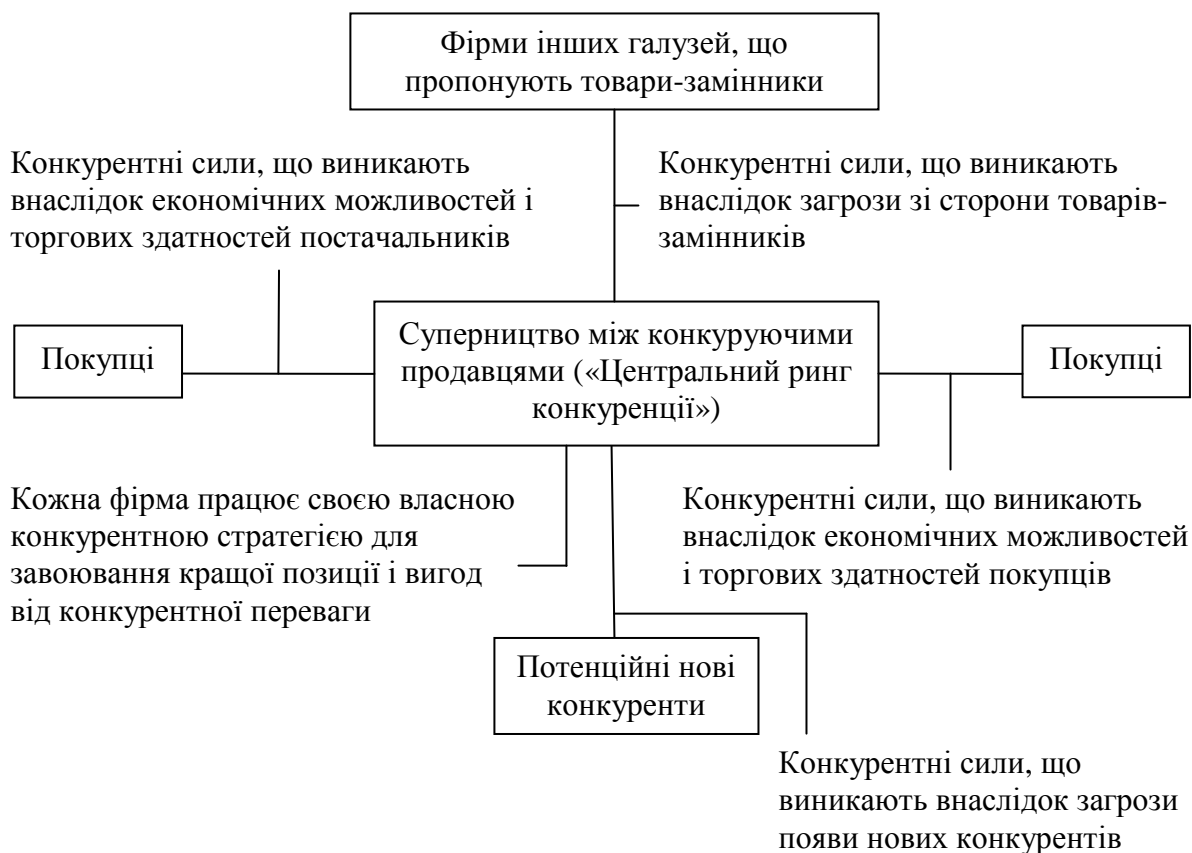 Фірми інших галузей, що
пропонують товари-замінники
Конкурентні сили, що виникають
внаслідок економічних можливостей і
торгових здатностей постачальників
Конкурентні сили, що виникають
внаслідок загрози зі сторони товарів-
замінників
Покупці
Суперництво між конкуруючими
продавцями («Центральний ринг
конкуренції»)
Покупці
Кожна фірма працює своєю власною
конкурентною стратегією для
завоювання кращої позиції і вигод
від конкурентної переваги
Конкурентні сили, що виникають
внаслідок економічних можливостей
і торгових здатностей покупців
Потенційні нові
конкуренти
Конкурентні сили, що
виникають внаслідок загрози
появи нових конкурентів